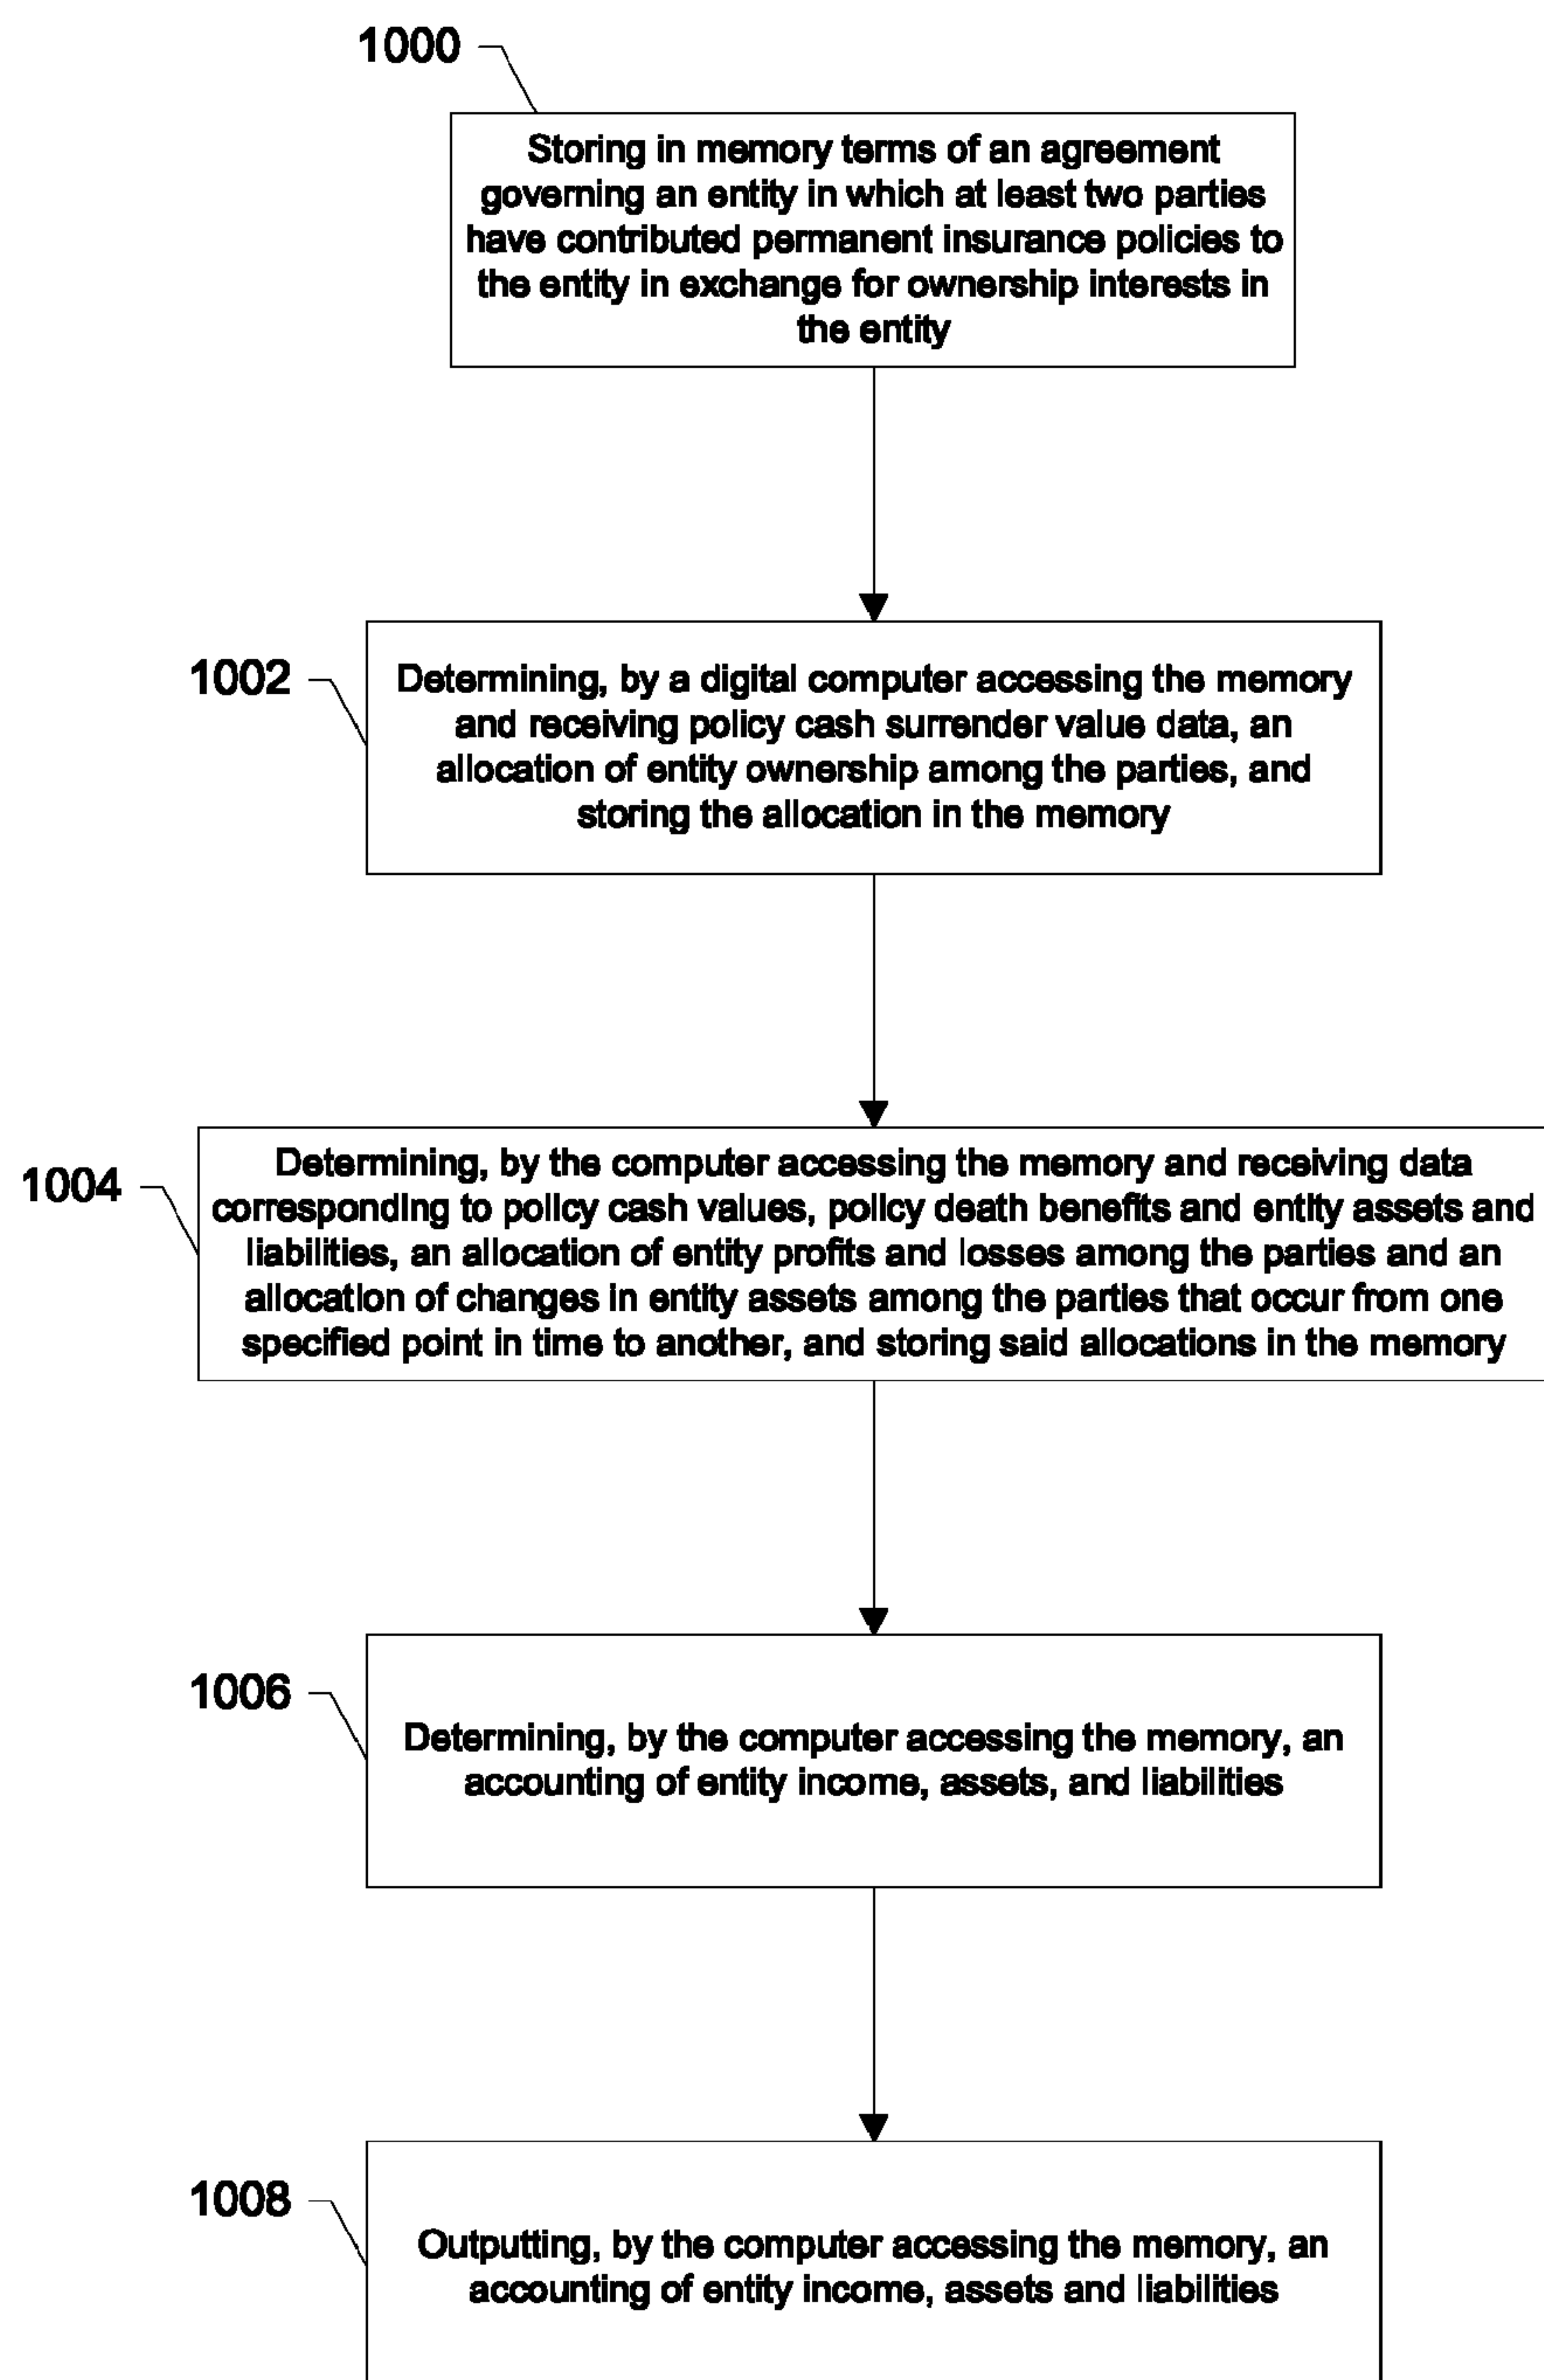 1000
Storing in memory terms of an agreement
governing an entity in which at least two parties
have contributed permanent insurance policies to
the entity in exchange for ownership interests in
the entity
1002
Determining, by a digital computer accessing the memory
and receiving policy cash surrender value data, an
allocation of entity ownership among the parties, and
storing the allocation in the memory
1004
Determining, by the computer accessing the memory and receiving data
corresponding to policy cash values, policy death benefits and entity assets and
liabilities, an allocation of entity profits and losses among the parties and an
allocation of changes in entity assets among the parties that occur from one
specified point in time to another, and storing said allocations in the memory
1006
Determining, by the computer accessing the memory, an
accounting of entity income, assets, and liabilities
1008
Outputting, by the computer accessing the memory, an
accounting of entity income, assets and liabilities